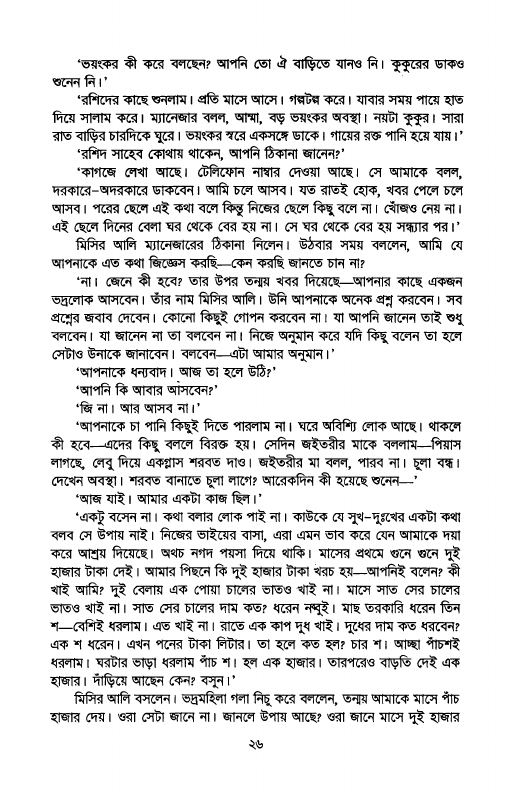 ‘ভয়ংকর কী করে বলছেন? আপনি তো ঐ বাড়িতে যানও নি। কুকুরের ডাকও
শুনেন নি।’
‘রশিদের কাছে শুনলাম। প্রতি মাসে আসে। গল্পটল্প করে। যাবার সময় পায়ে হাত
দিয়ে সালাম করে। ম্যানেজার বলল, আম্মা, বড় ভয়ংকর অবস্থা। নয়টা কুকুর। সারা
রাত বাড়ির চারদিকে ঘুরে। ভয়ংকর স্বরে একসঙ্গে ডাকে। গায়ের রক্ত পানি হয়ে যায়।’
‘রশিদ সাহেব কোথায় থাকেন, আপনি ঠিকানা জানেন?’
‘কাগজে লেখা আছে। টেলিফোন নাম্বার দেওয়া আছে। সে আমাকে বলল,
দরকারে–অদরকারে ডাকবেন। আমি চলে আসব। যত রাতই হোক, খবর পেলে চলে
আসব। পরের ছেলে এই কথা বলে কিন্তু নিজের ছেলে কিছু বলে না। খোঁজও নেয় না।
এই ছেলে দিনের বেলা ঘর থেকে বের হয় না। সে ঘর থেকে বের হয় সন্ধ্যার পর।’
মিসির আলি ম্যানেজারের ঠিকানা নিলেন। উঠবার সময় বললেন, আমি যে
আপনাকে এত কথা জিজ্ঞেস করছি—কেন করছি জানতে চান না?
‘না। জেনে কী হবে? তার উপর তন্ময় খবর দিয়েছে—আপনার কাছে একজন
ভদ্রলোক আসবেন। তাঁর নাম মিসির আলি। উনি আপনাকে অনেক প্রশ্ন করবেন। সব
প্রশ্নের জবাব দেবেন। কোনো কিছুই গোপন করবেন না। যা আপনি জানেন তাই শুধু
বলবেন। যা জানেন না তা বলবেন না। নিজে অনুমান করে যদি কিছু বলেন তা হলে
সেটাও উনাকে জানাবেন। বলবেন—এটা আমার অনুমান।’
‘আপনাকে ধন্যবাদ। আজ তা হলে উঠি?’
‘আপনি কি আবার আসবেন?’
‘জি না। আর আসব না।’
‘আপনাকে চা পানি কিছুই দিতে পারলাম না। ঘরে অবিশ্যি লোক আছে। থাকলে
কী হবে—এদের কিছু বললে বিরক্ত হয়। সেদিন জইতরীর মাকে বললাম—পিয়াস
লাগছে, লেবু দিয়ে একগ্লাস শরবত দাও। জইতরীর মা বলল, পারব না। চুলা বন্ধ।
দেখেন অবস্থা। শরবত বানাতে চুলা লাগে? আরেকদিন কী হয়েছে শুনেন—’
‘আজ যাই। আমার একটা কাজ ছিল।’
‘একটু বসেন না। কথা বলার লোক পাই না। কাউকে যে সুখ–দুঃখের একটা কথা
বলব সে উপায় নাই। নিজের ভাইয়ের বাসা, এরা এমন ভাব করে যেন আমাকে দয়া
করে আশ্রয় দিয়েছে। অথচ নগদ পয়সা দিয়ে থাকি। মাসের প্রথমে গুনে গুনে দুই
হাজার টাকা দেই। আমার পিছনে কি দুই হাজার টাকা খরচ হয়—আপনিই বলেন? কী
খাই আমি? দুই বেলায় এক পোয়া চালের ভাতও খাই না। মাসে সাত সের চালের
ভাতও খাই না। সাত সের চালের দাম কত? ধরেন নব্বুই। মাছ তরকারি ধরেন তিন
শ—বেশিই ধরলাম। এত খাই না। রাতে এক কাপ দুধ খাই। দুধের দাম কত ধরবেন?
এক শ ধরেন। এখন পনের টাকা লিটার। তা হলে কত হল? চার শ। আচ্ছা পাঁচশই
ধরলাম। ঘরটার ভাড়া ধরলাম পাঁচ শ। হল এক হাজার। তারপরেও বাড়তি দেই এক
হাজার। দাঁড়িয়ে আছেন কেন? বসুন।’
মিসির আলি বসলেন। ভদ্রমহিলা গলা নিচু করে বললেন, তন্ময় আমাকে মাসে পাঁচ
হাজার দেয়। ওরা সেটা জানে না। জানলে উপায় আছে? ওরা জানে মাসে দুই হাজার
২৬